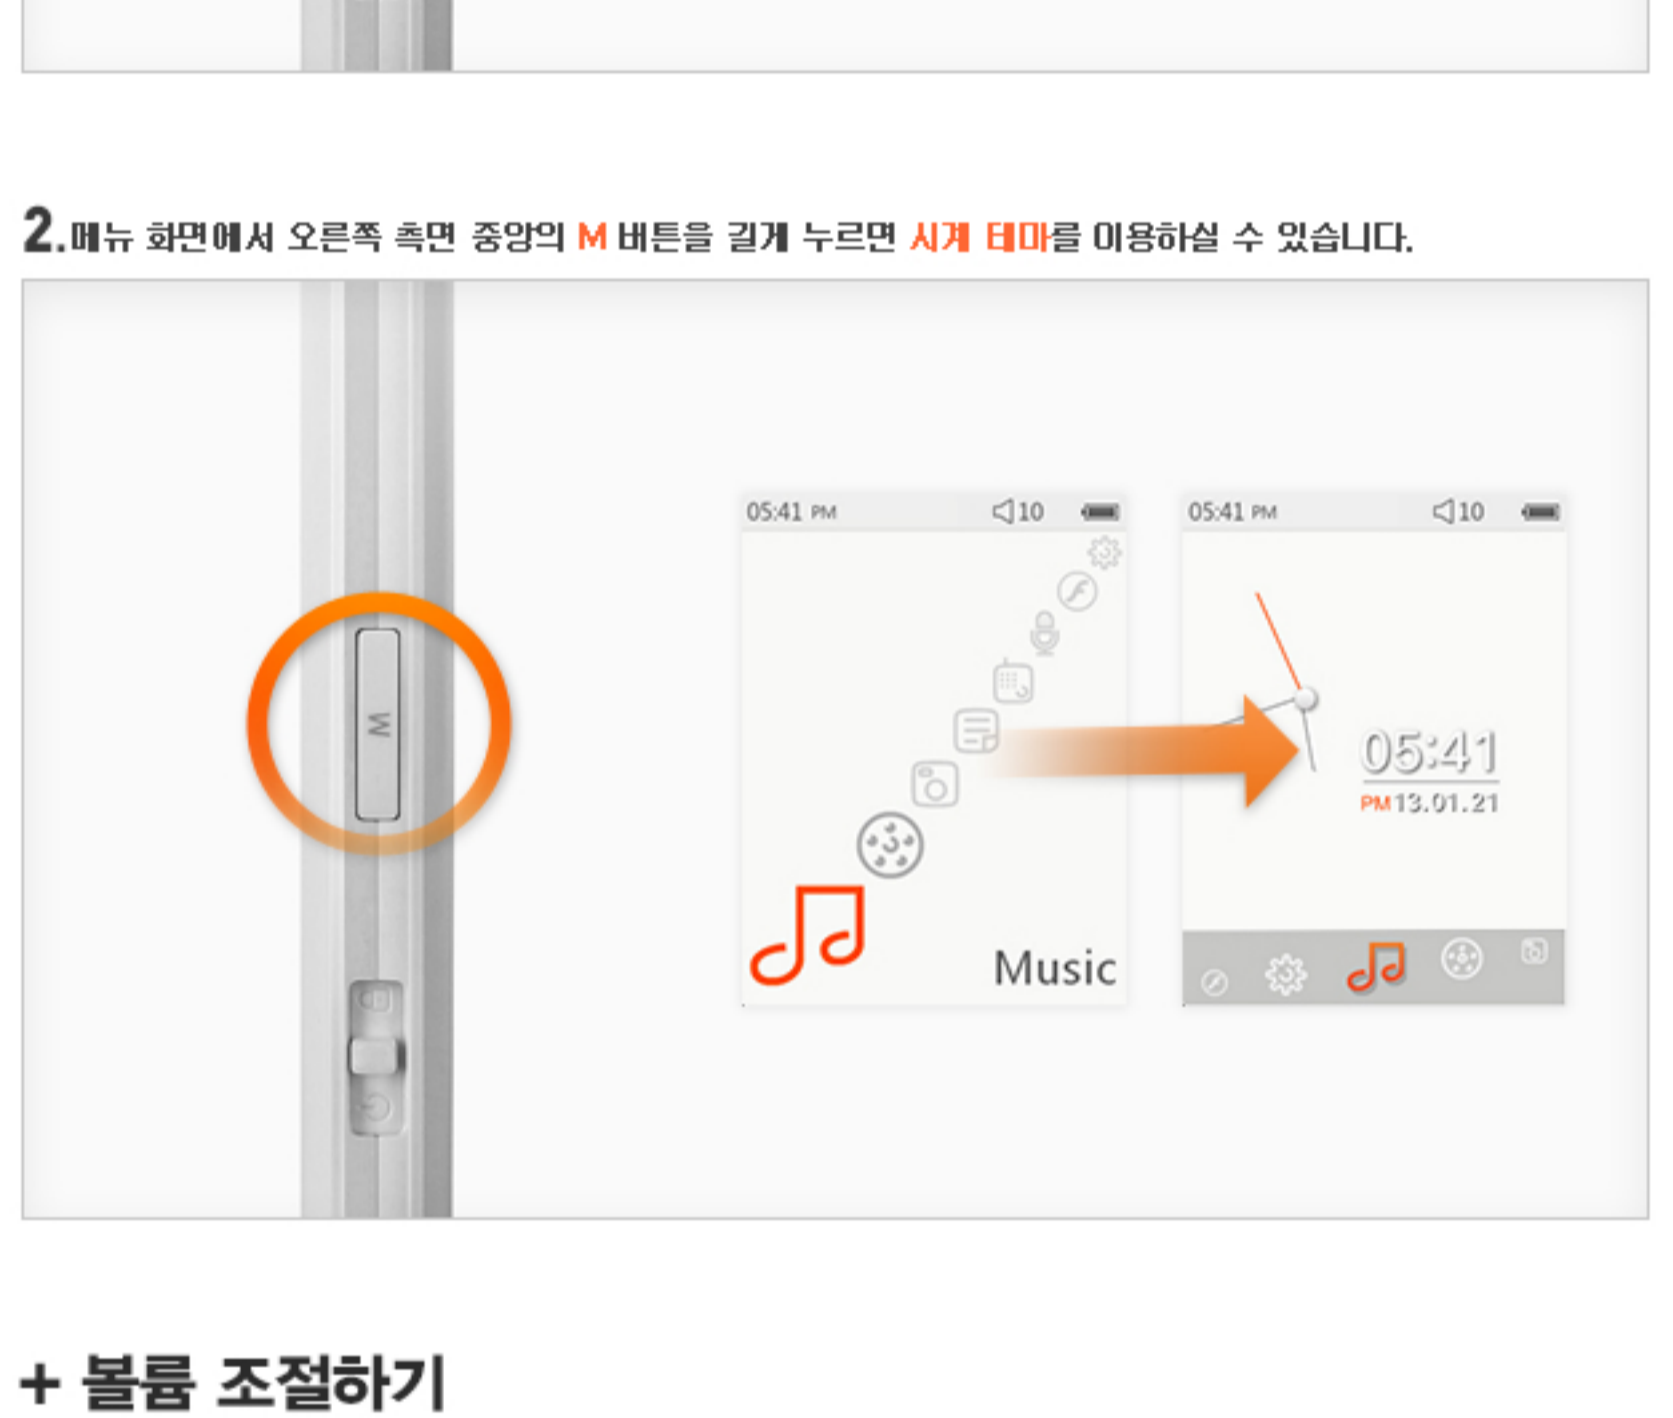 2.메뉴 화면에서 오른쪽 측면 중앙의 M 버튼을 길게 누르면 시계 테마를 이용하실 수 있습니다.
M
05:41 PM 10
Music
05:41 PM 10
05:41
PM 13.01.21
+ 볼륨 조절하기